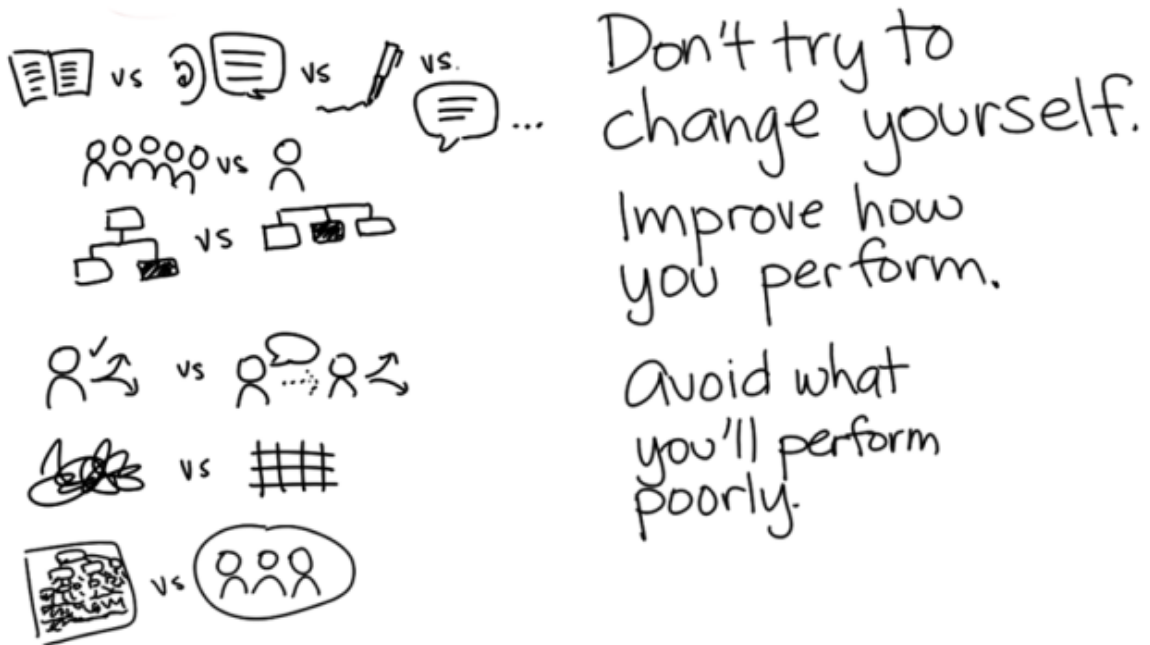 vs vs vs.
...
vs
vs
vs
vs
vs
Don't try to
change yourself.
Improve how
you perform.
Avoid what
you'll perform
poorly.